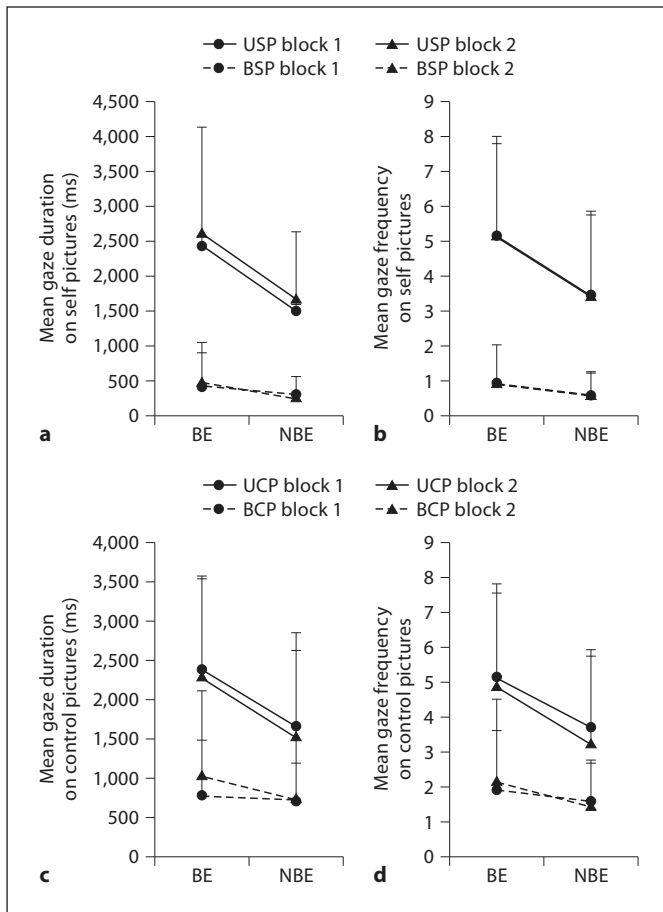 USP block 1 USP block 2
BSP block 1 BSP block 2
4,500
4,000
3,500
3,000
2,500
2,000
1,500
1,000
500
0
Mean gaze duration
on self pictures (ms)
BE NBE
a
9
8
7
6
5
4
3
2
1
0
Mean gaze frequency
on self pictures
BE NBE
b
UCP block 1 UCP block 2
BCP block 1 BCP block 2
4,000
3,500
3,000
2,500
2,000
1,500
1,000
500
0
Mean gaze duration
on control pictures (ms)
BE NBE
c
9
8
7
6
5
4
3
2
1
0
Mean gaze frequency
on control pictures
BE NBE
d